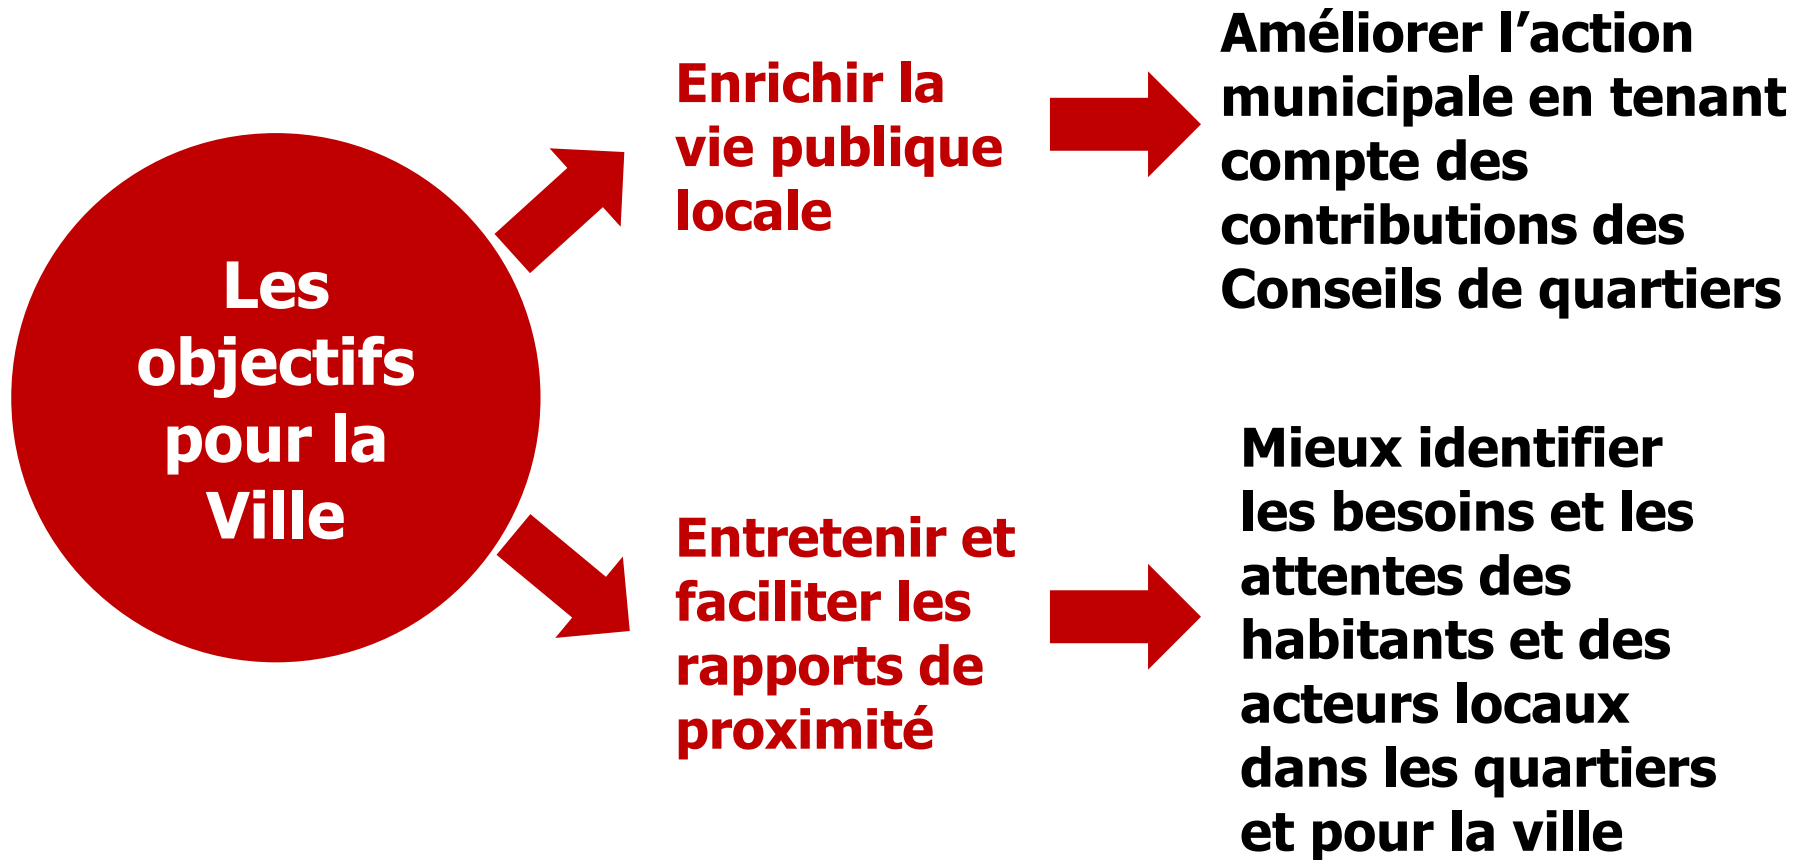 Les
objectifs
pour la
Ville
Enrichir la
vie publique
locale
Améliorer l’action
municipale en tenant
compte des
contributions des
Conseils de quartiers
Entretenir et
faciliter les
rapports de
proximité
Mieux identifier
les besoins et les
attentes des
habitants et des
acteurs locaux
dans les quartiers
et pour la ville